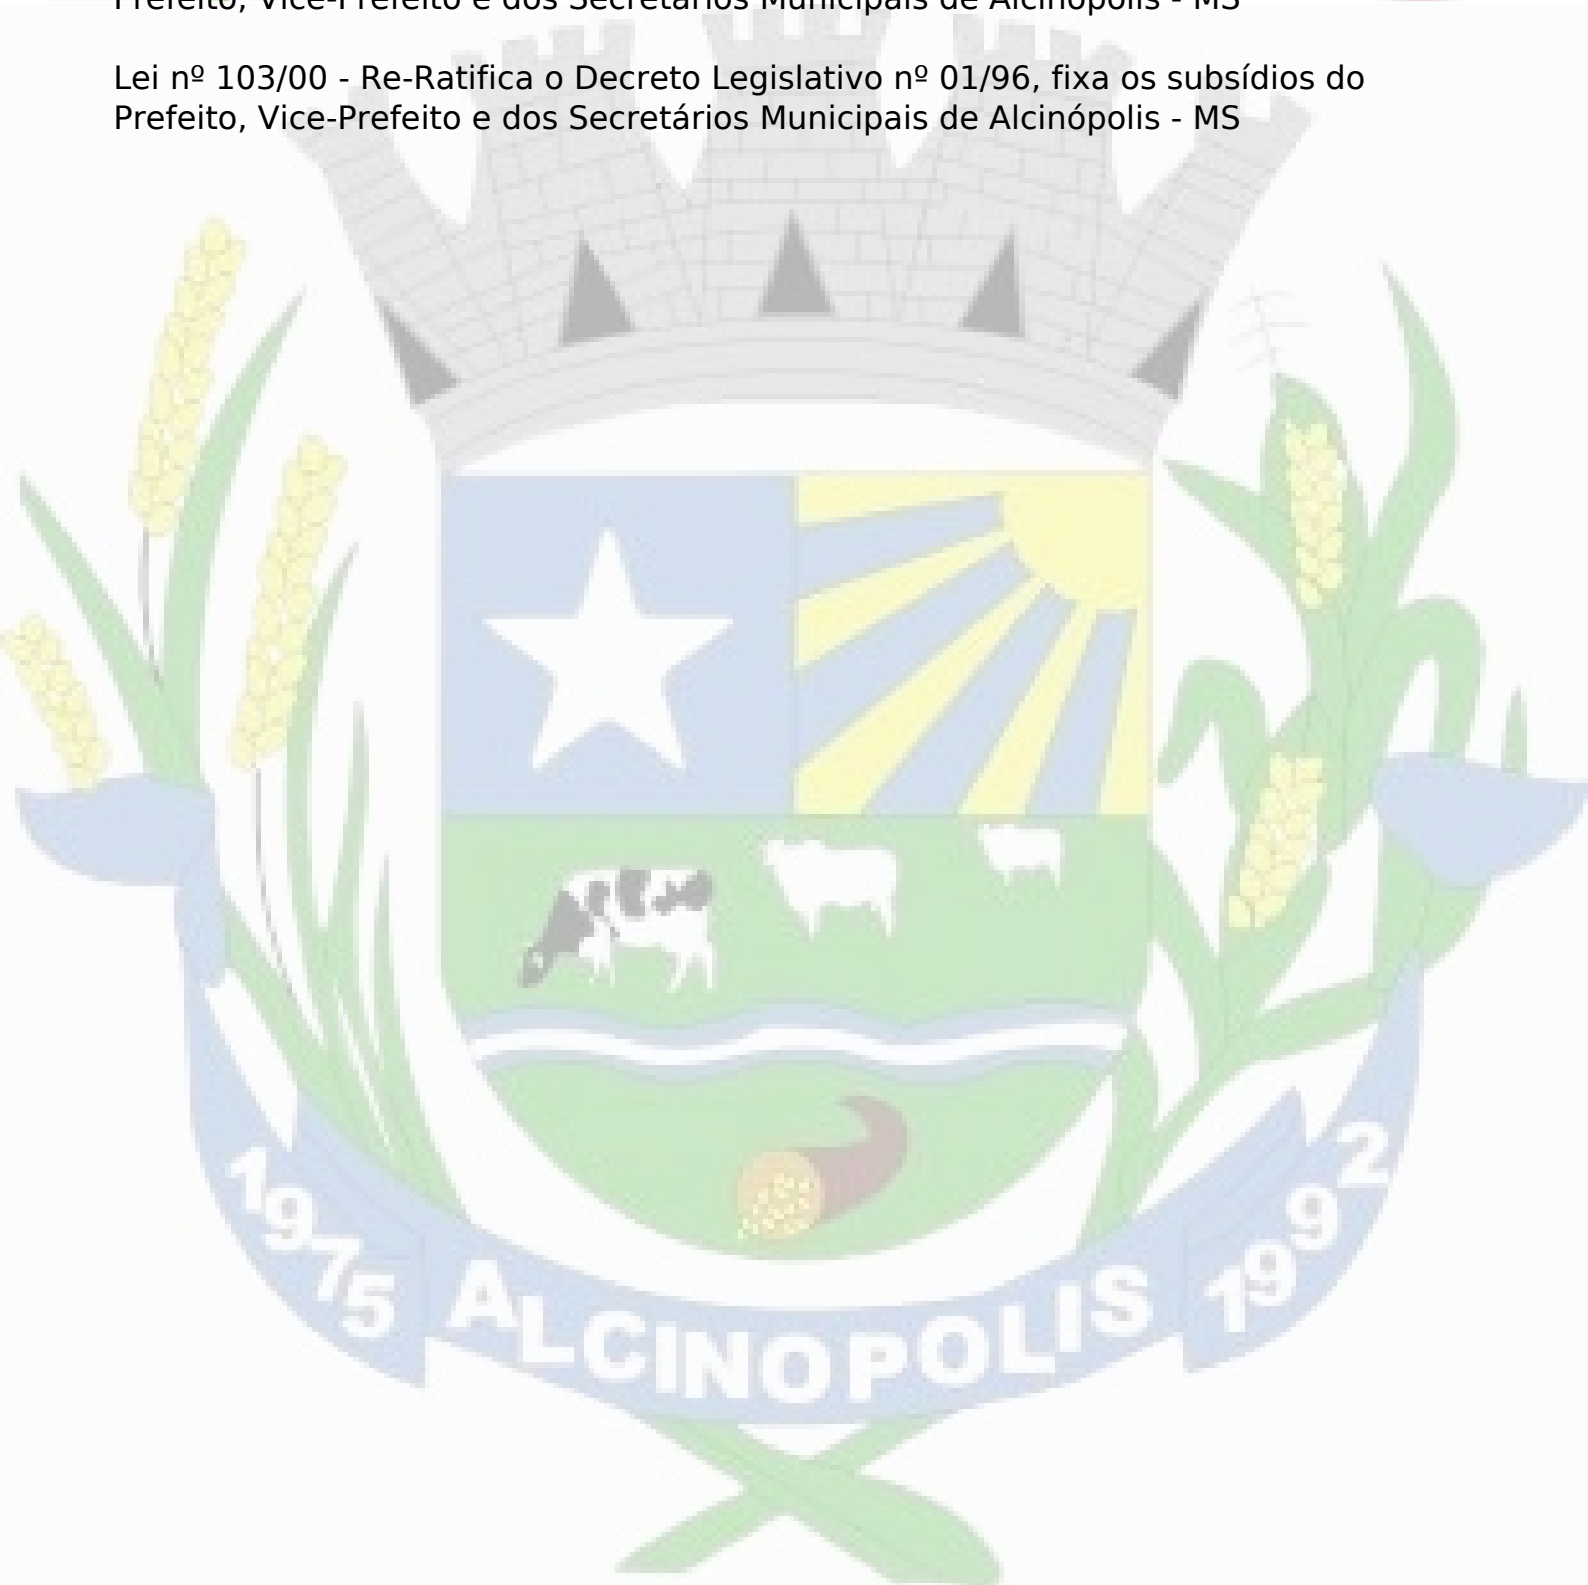 Prefeito, Vice-Prefeito e dos Secretários Municipais de Alcinópolis - MS
Lei nº 103/00 - Re-Ratifica o Decreto Legislativo nº 01/96, fixa os subsídios do
Prefeito, Vice-Prefeito e dos Secretários Municipais de Alcinópolis - MS
1975 ALCINOPOLIS 1992